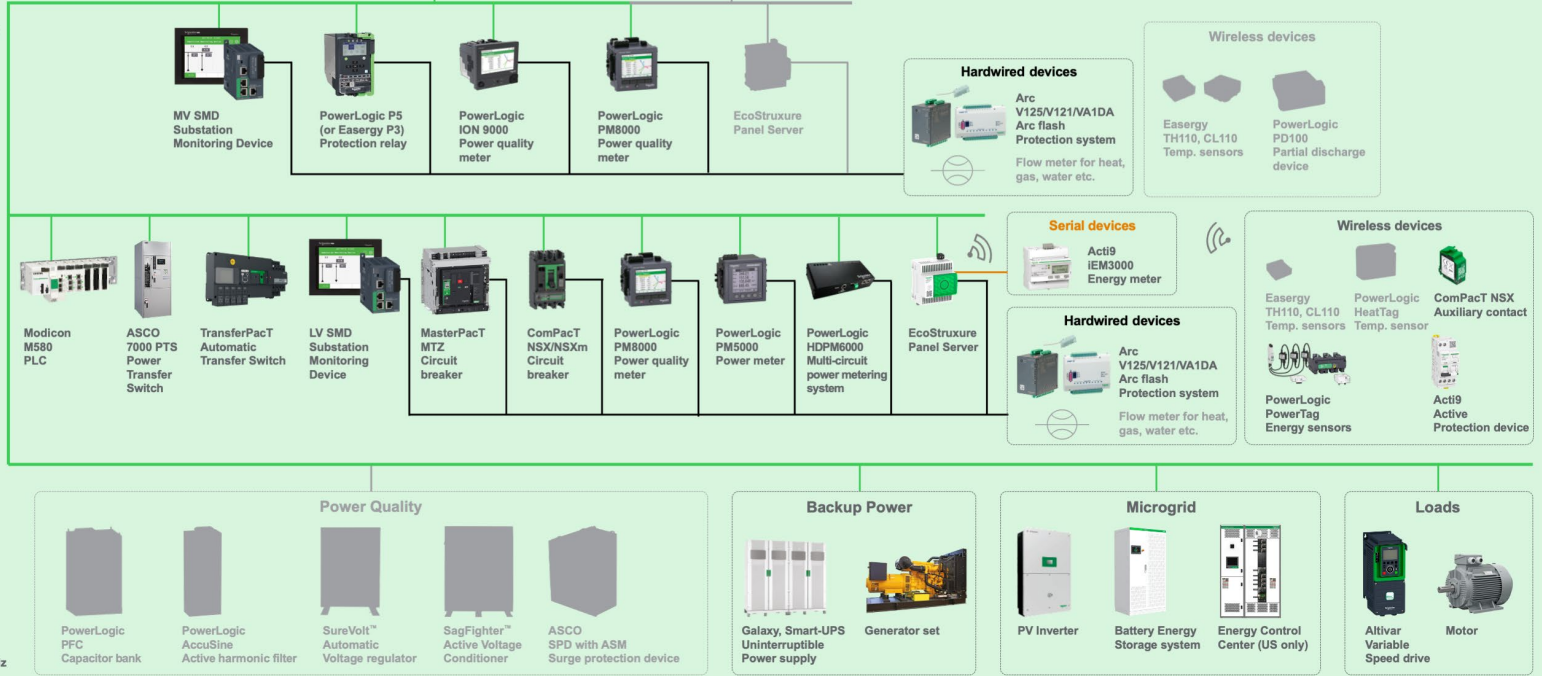 MV SMD
Substation
Monitoring Device
PowerLogic P5
(or Easergy P3)
Protection relay
PowerLogic
ION 9000
Power quality
meter
PowerLogic
PM8000
Power quality
meter
EcoStruxure
Panel Server
Hardwired devices
Arc
V125/V121/VA1DA
Arc flash
Protection system
Flow meter for heat,
gas, water etc.
Wireless devices
Easergy
TH110, CL110
Temp. sensors
PowerLogic
PD100
Partial discharge
device
Modicon
M580
PLC
ASCO
7000 PTS
Power
Transfer
Switch
TransferPacT
Automatic
Transfer Switch
LV SMD
Substation
Monitoring
Device
MasterPacT
MTZ
Circuit
breaker
ComPacT
NSX/NSXm
Circuit
breaker
PowerLogic
PM8000
Power quality
meter
PowerLogic
PM5000
Power meter
PowerLogic
HDPM6000
Multi-circuit
power metering
system
EcoStruxure
Panel Server
Serial devices
Acti9
iEM3000
Energy meter
Hardwired devices
Arc
V125/V121/VA1DA
Arc flash
Protection system
Flow meter for heat,
gas, water etc.
Wireless devices
Easergy
TH110, CL110
Temp. sensors
PowerLogic
HeatTag
Temp. sensor
ComPacT NSX
Auxiliary contact
PowerLogic
PowerTag
Energy sensors
Acti9
Active
Protection device
Power Quality
PowerLogic
PFC
Capacitor bank
PowerLogic
AccuSine
Active harmonic filter
SureVolt™
Automatic
Voltage regulator
SagFighter™
Active Voltage
Conditioner
ASCO
SPD with ASM
Surge protection device
Backup Power
Galaxy, Smart-UPS
Uninterruptible
Power supply
Generator set
Microgrid
PV Inverter
Battery Energy
Storage system
Energy Control
Center (US only)
Loads
Altivar
Variable
Speed drive
Motor
z